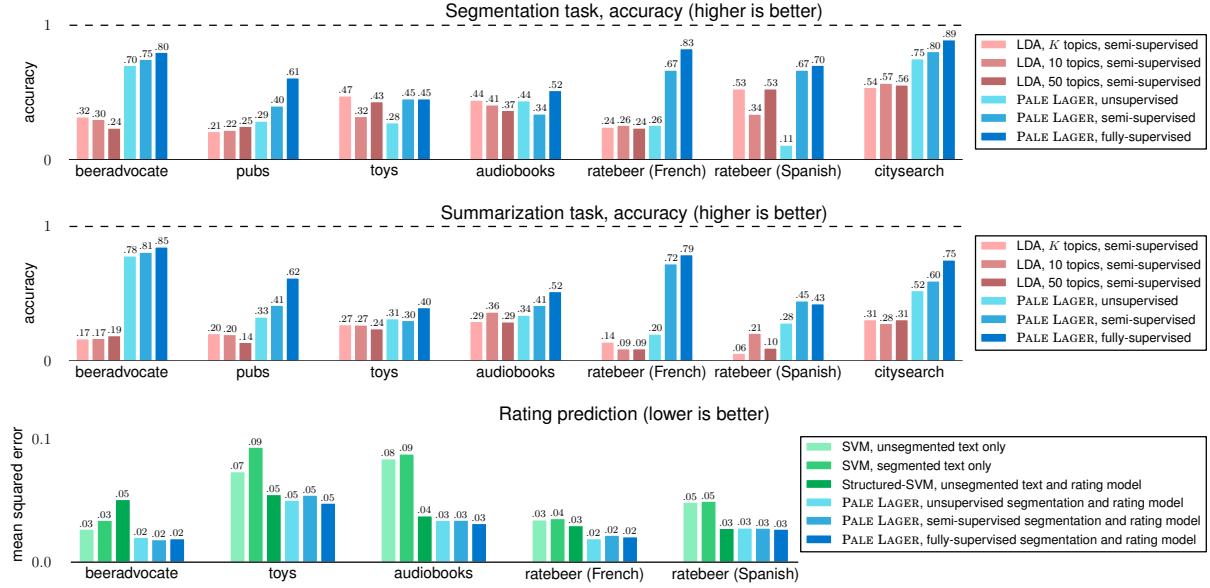 Segmentation task, accuracy (higher is better)
1
accuracy
0
.32 .30 .24 .70 .75 .80
.21 .22 .25 .29 .40 .61
.47 .32 .43 .28 .45 .45
.44 .41 .37 .44 .34 .52
.24 .26 .24 .26 .67 .83
.53 .34 .53 .11 .67 .70
.54 .57 .56 .75 .80 .89
beeradvocate pubs toys audiobooks ratebeer (French) ratebeer (Spanish) citysearch
LDA, K topics, semi-supervised
LDA, 10 topics, semi-supervised
LDA, 50 topics, semi-supervised
PALE LAGER, unsupervised
PALE LAGER, semi-supervised
PALE LAGER, fully-supervised
Summarization task, accuracy (higher is better)
1
accuracy
0
.17 .17 .19 .78 .81 .85
.20 .20 .14 .33 .41 .62
.27 .27 .24 .31 .30 .40
.29 .36 .29 .34 .41 .52
.14 .09 .09 .20 .72 .79
.06 .21 .10 .28 .45 .43
.31 .28 .31 .52 .60 .75
beeradvocate pubs toys audiobooks ratebeer (French) ratebeer (Spanish) citysearch
LDA, K topics, semi-supervised
LDA, 10 topics, semi-supervised
LDA, 50 topics, semi-supervised
PALE LAGER, unsupervised
PALE LAGER, semi-supervised
PALE LAGER, fully-supervised
Rating prediction (lower is better)
0.1
mean squared error
0.0
.03 .03 .05 .02 .02 .02
.07 .09 .05 .05 .05 .05
.08 .09 .04 .03 .03 .03
.03 .04 .03 .02 .02 .02
.05 .05 .03 .03 .03 .03
beeradvocate toys audiobooks ratebeer (French) ratebeer (Spanish)
SVM, unsegmented text only
SVM, segmented text only
Structured-SVM, unsegmented text and rating model
PALE LAGER, unsupervised segmentation and rating model
PALE LAGER, semi-supervised segmentation and rating model
PALE LAGER, fully-supervised segmentation and rating model